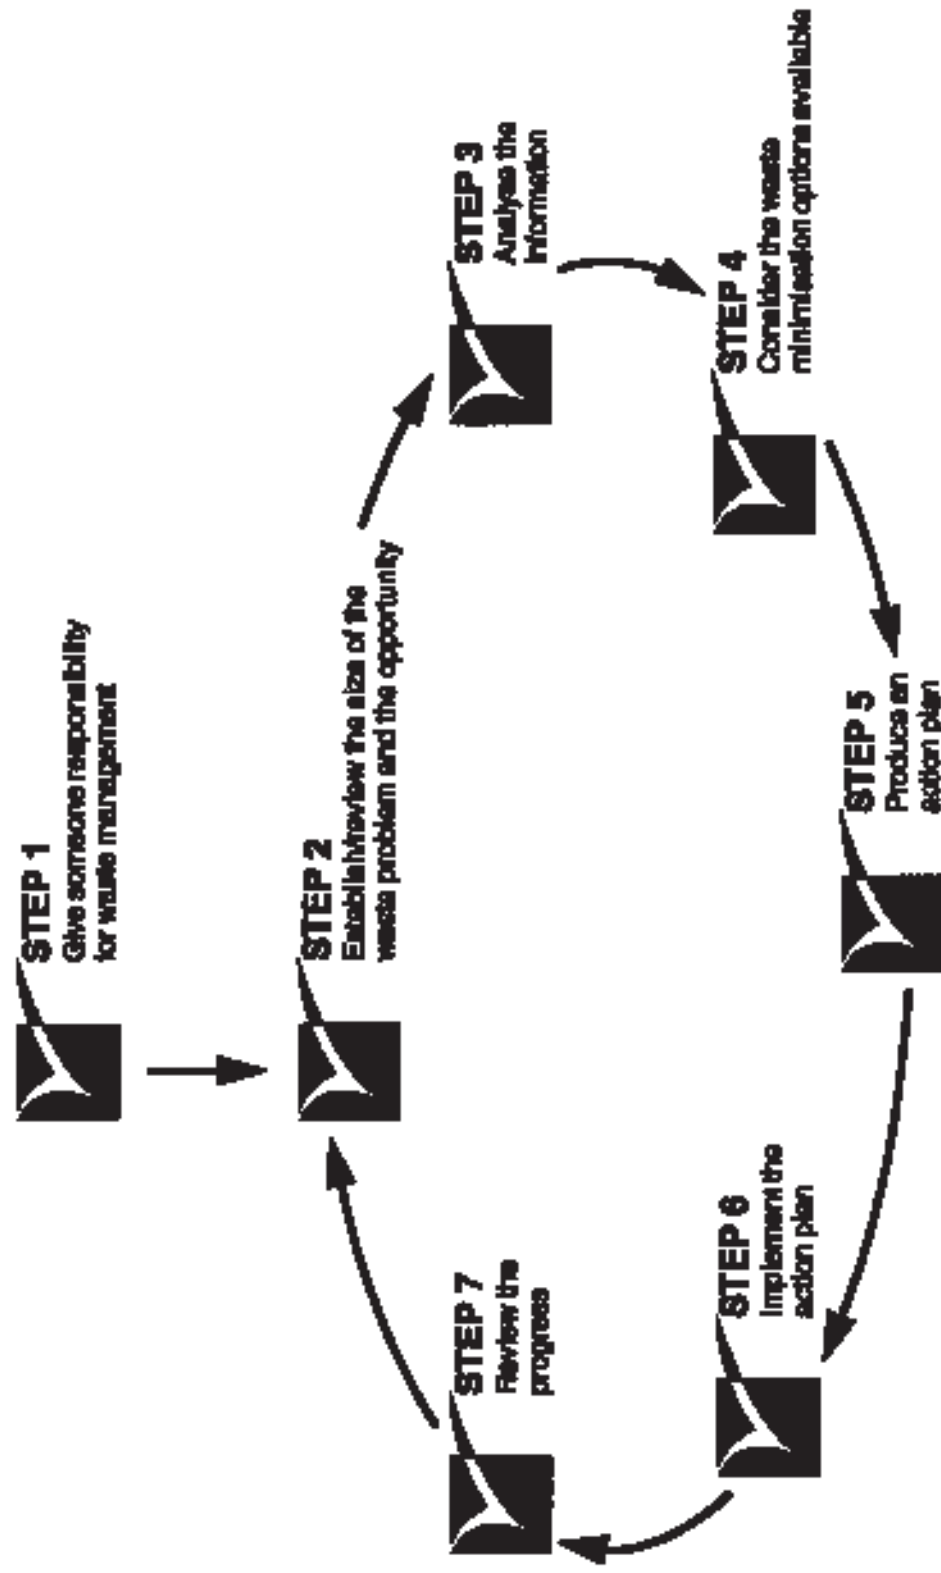 STEP 1
Give someone responsibility
for waste management
STEP 2
Establish/review the size of the
waste problem and the opportunity
STEP 3
Analyse the
information
STEP 4
Consider the waste
minimisation options available
STEP 5
Produce an
action plan
STEP 6
Implement the
action plan
STEP 7
Review the
progress